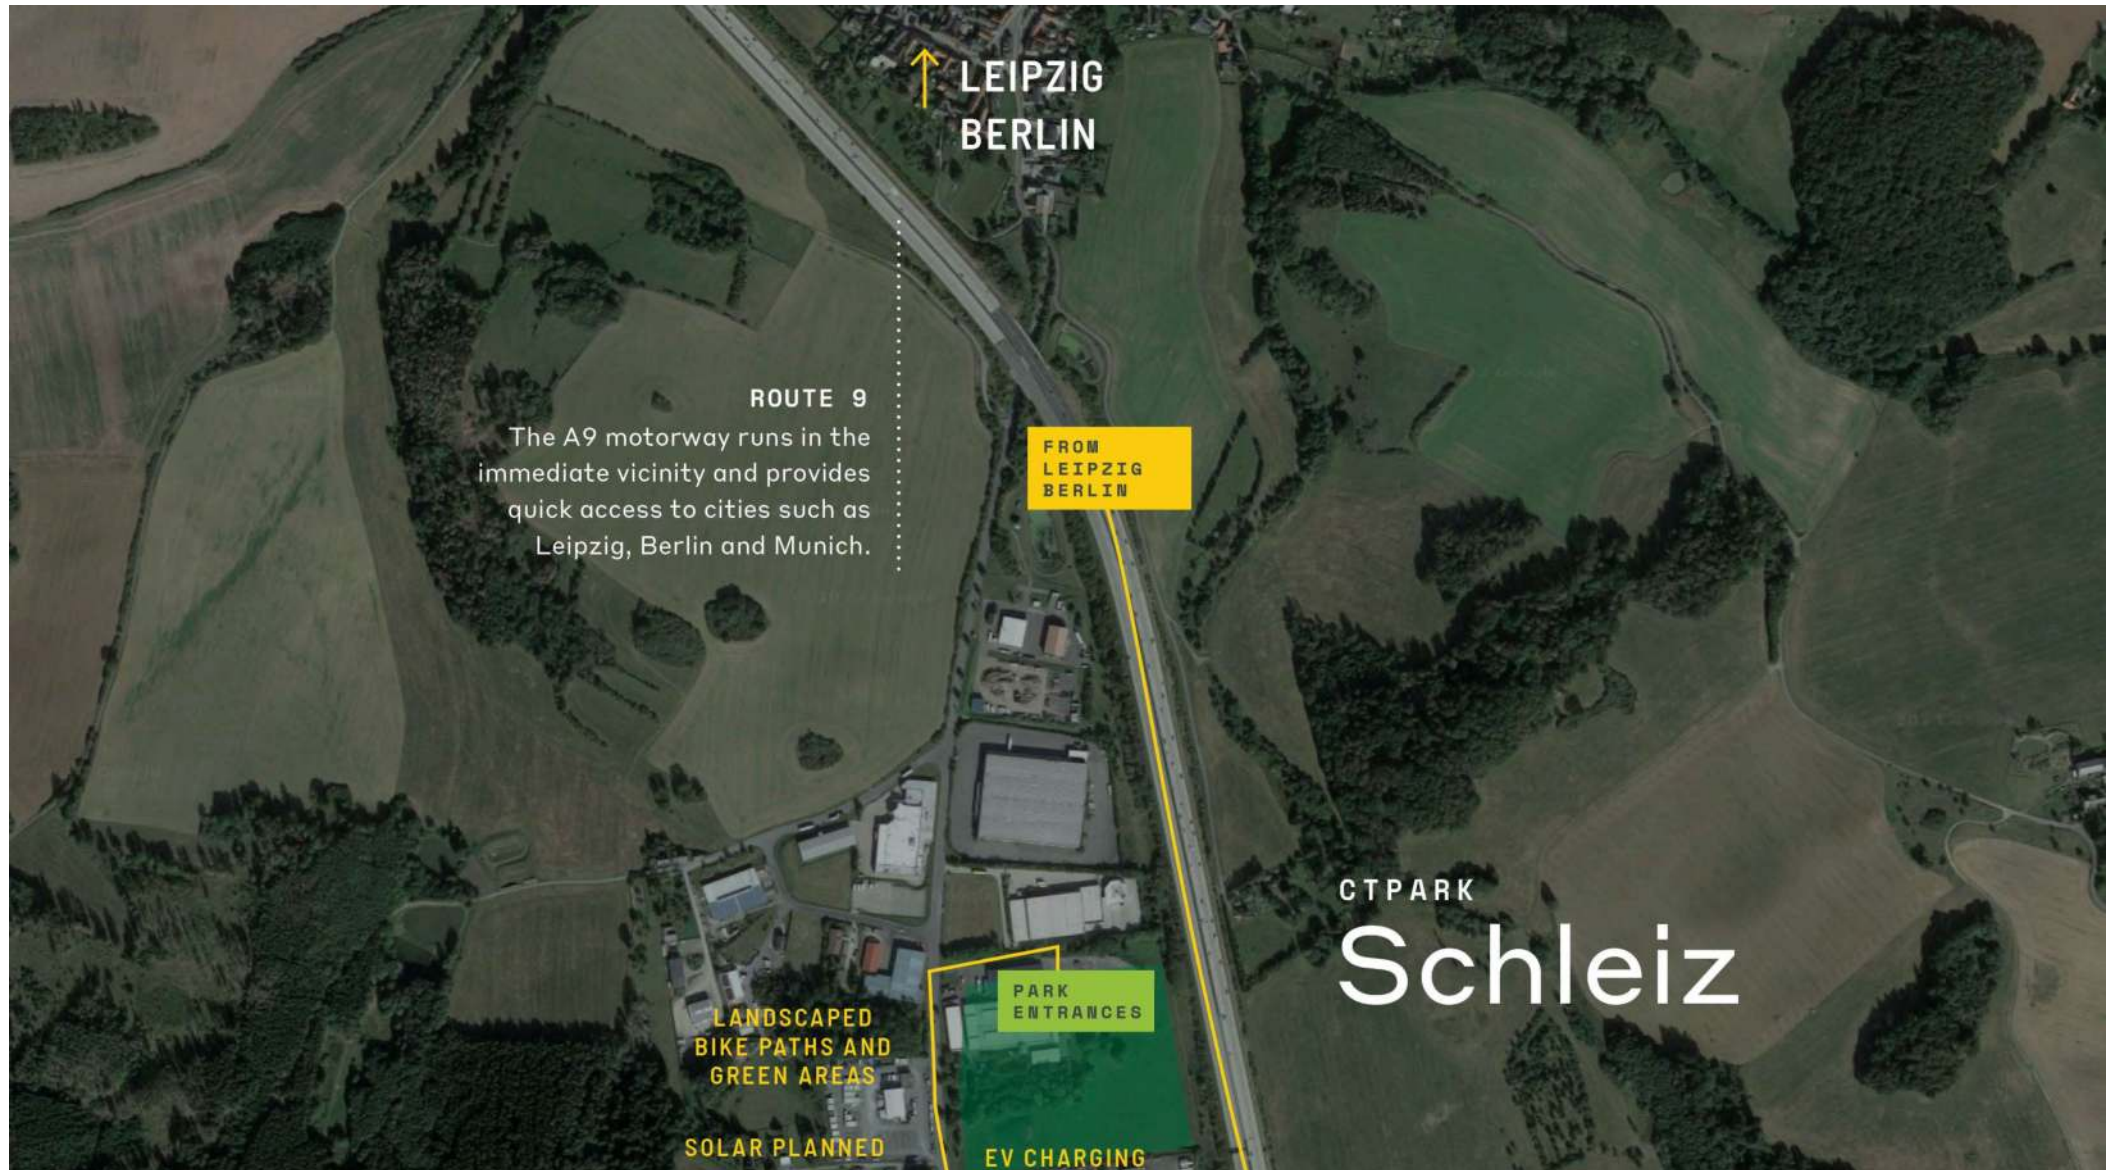 LEIPZIG
BERLIN
ROUTE 9
The A9 motorway runs in the
immediate vicinity and provides
quick access to cities such as
Leipzig, Berlin and Munich.
FROM
LEIPZIG
BERLIN
CTPARK
Schleiz
PARK
ENTRANCES
LANDSCAPED
BIKE PATHS AND
GREEN AREAS
SOLAR PLANNED
EV CHARGING